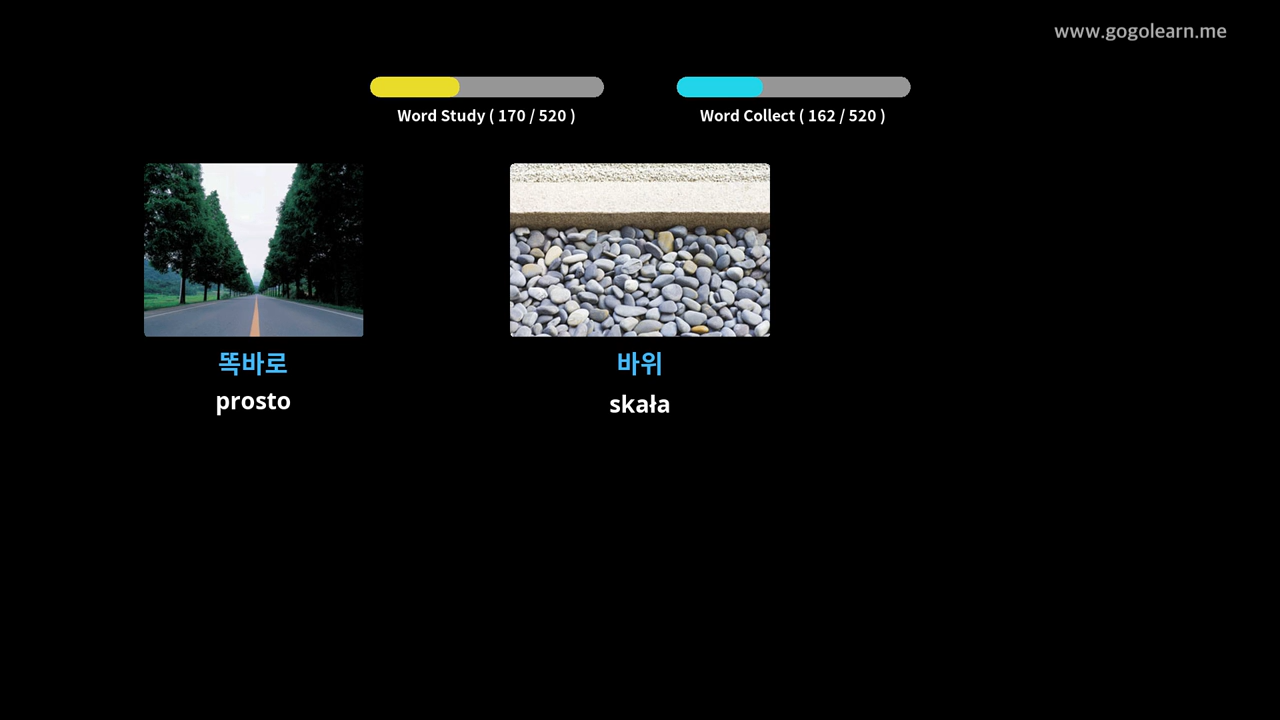 www.gogolearn.me
Word Study ( 170 / 520 )
Word Collect ( 162 / 520 )
똑바로
prosto
바위
skała